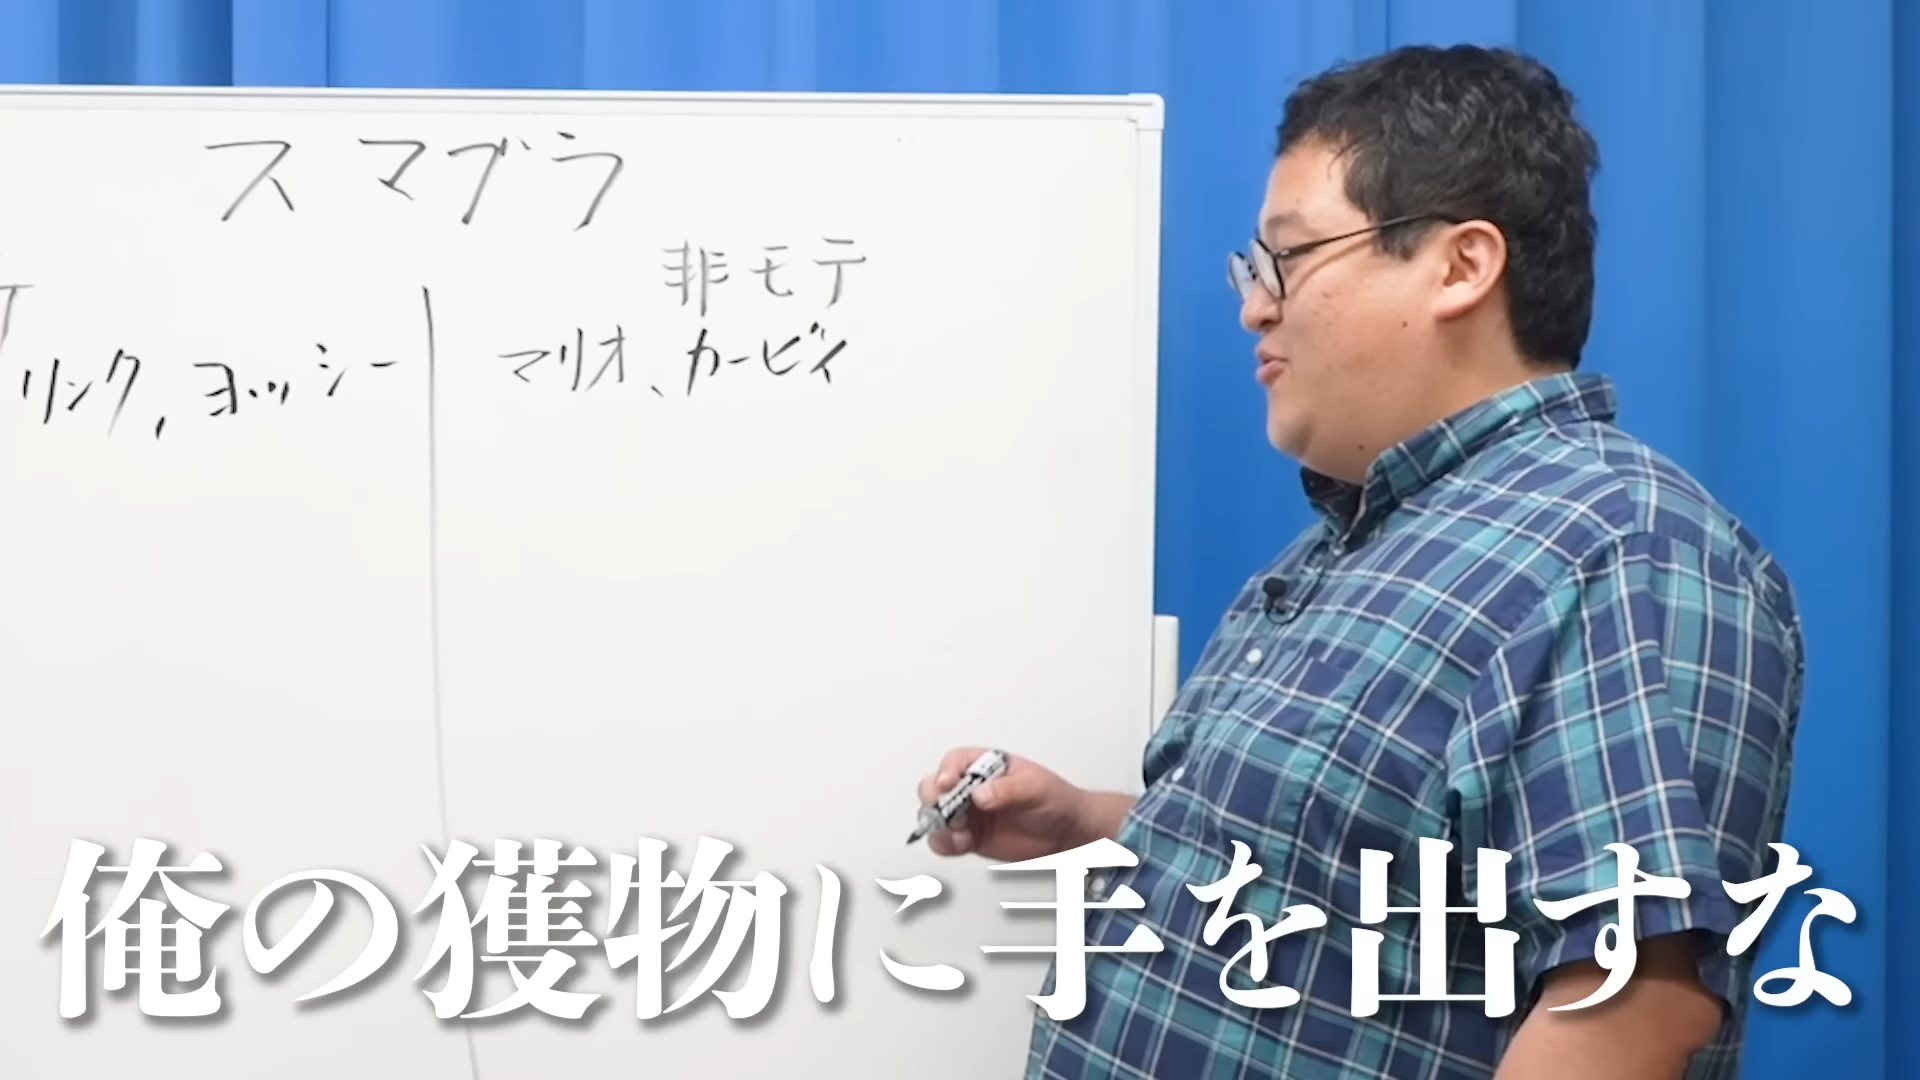 スマブラ
非モテ
リンク,ヨッシー
マリオ、カービィ
俺の獲物に手を出すな